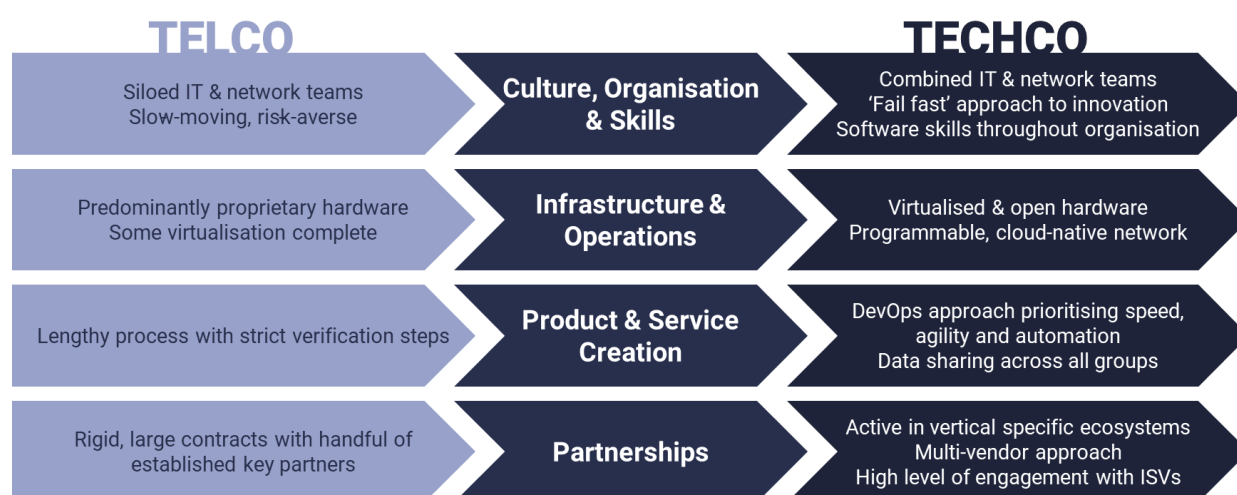 TELCO
TECHCO
Siloed IT & network teams
Slow-moving, risk-averse
Culture, Organisation
& Skills
Combined IT & network teams
‘Fail fast’ approach to innovation
Software skills throughout organisation
Predominantly proprietary hardware
Some virtualisation complete
Infrastructure &
Operations
Virtualised & open hardware
Programmable, cloud-native network
Lengthy process with strict verification steps
Product & Service
Creation
DevOps approach prioritising speed,
agility and automation
Data sharing across all groups
Rigid, large contracts with handful of
established key partners
Partnerships
Active in vertical specific ecosystems
Multi-vendor approach
High level of engagement with ISVs